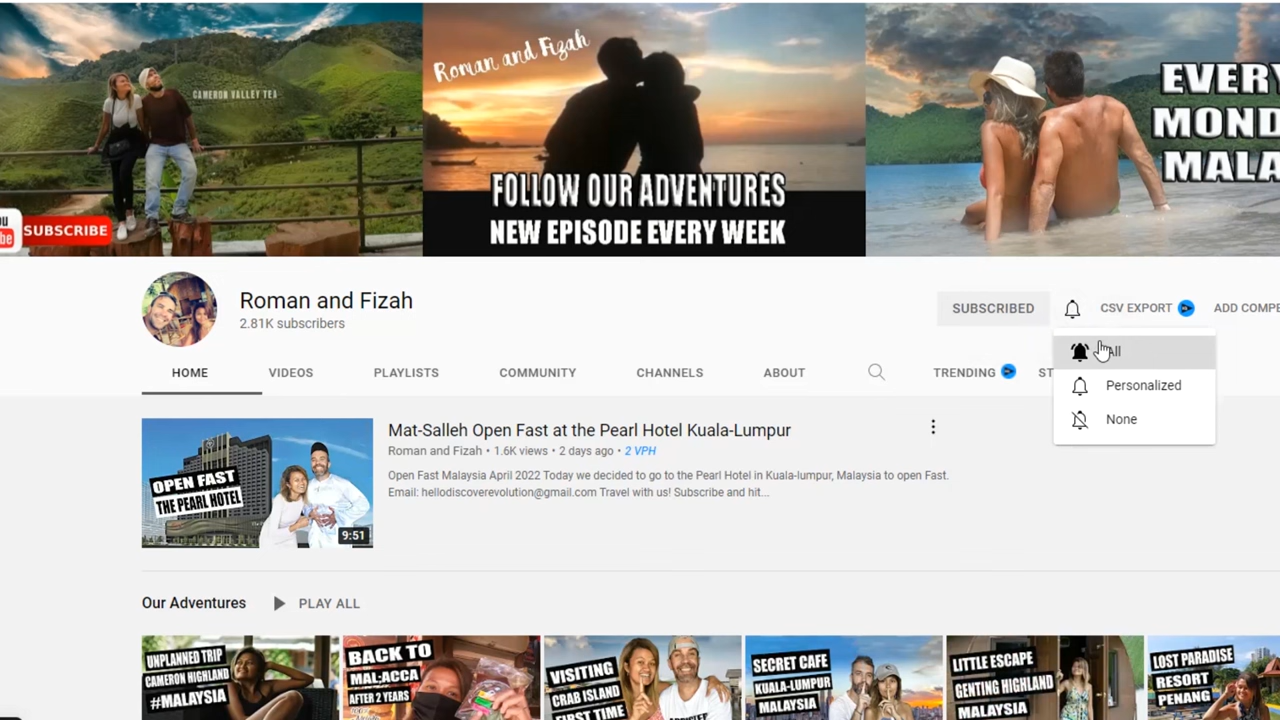 CAMERON VALLEY TEA
Roman and Fizah
FOLLOW OUR ADVENTURES
NEW EPISODE EVERY WEEK
EVERY
MOND
MALA
SUBSCRIBE
Roman and Fizah
2.81K subscribers
SUBSCRIBED
CSV EXPORT
ADD COMPE
All
Personalized
None
HOME
VIDEOS
PLAYLISTS
COMMUNITY
CHANNELS
ABOUT
TRENDING
ST
OPEN FAST
THE PEARL HOTEL
9:51
Mat-Salleh Open Fast at the Pearl Hotel Kuala-Lumpur
Roman and Fizah • 1.6K views • 2 days ago • 2 VPH
Open Fast Malaysia April 2022 Today we decided to go to the Pearl Hotel in Kuala-lumpur, Malaysia to open Fast.
Email: hellodiscoverevolution@gmail.com Travel with us! Subscribe and hit...
Our Adventures
PLAY ALL
UNPLANNED TRIP
CAMERON HIGHLAND
#MALAYSIA
BACK TO
MAL;ACCA
AFTER 2 YEARS
VISITING
CRAB ISLAND
FIRST TIME
SECRET CAFE
KUALA-LUMPUR
MALAYSIA
LITTLE ESCAPE
GENTING HIGHLAND
MALAYSIA
LOST PARADISE
RESORT
PENANG